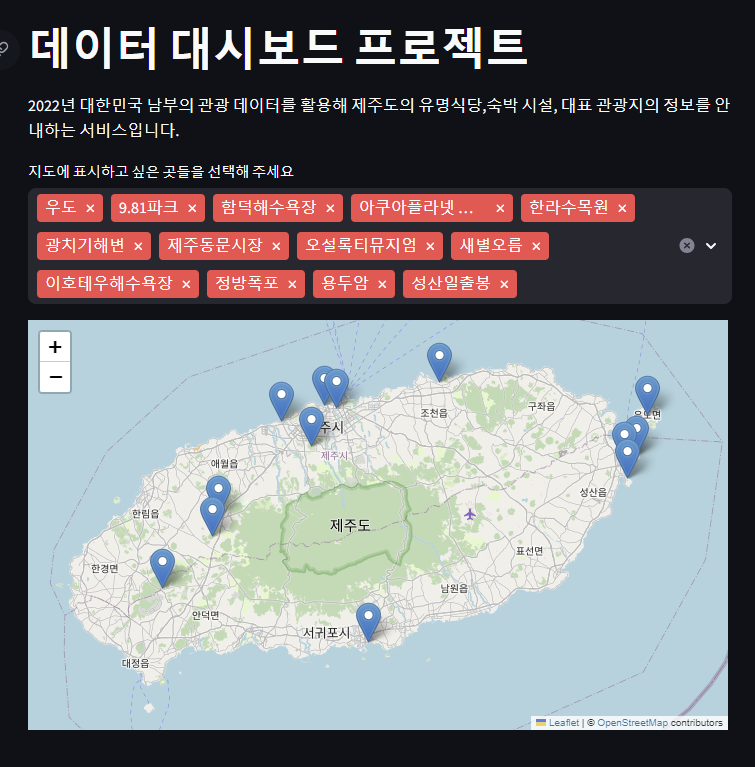 데이터 대시보드 프로젝트
2022년 대한민국 남부의 관광 데이터를 활용해 제주도의 유명식당,숙박 시설, 대표 관광지의 정보를 안
내하는 서비스입니다.
지도에 표시하고 싶은 곳들을 선택해 주세요
우도 × 9.81파크 × 함덕해수욕장 × 아쿠아플라넷 ... × 한라수목원 ×
광치기해변 × 제주동문시장 × 오설록티뮤지엄 × 새별오름 ×
이호테우해수욕장 × 정방폭포 × 용두암 × 성산일출봉 ×
+
−
조천읍
구좌읍
우도면
주시
제주시
애월읍
성산읍
한림읍
제주도
표선면
한경면
남원읍
안덕면
서귀포시
대정읍
Leaflet | © OpenStreetMap contributors